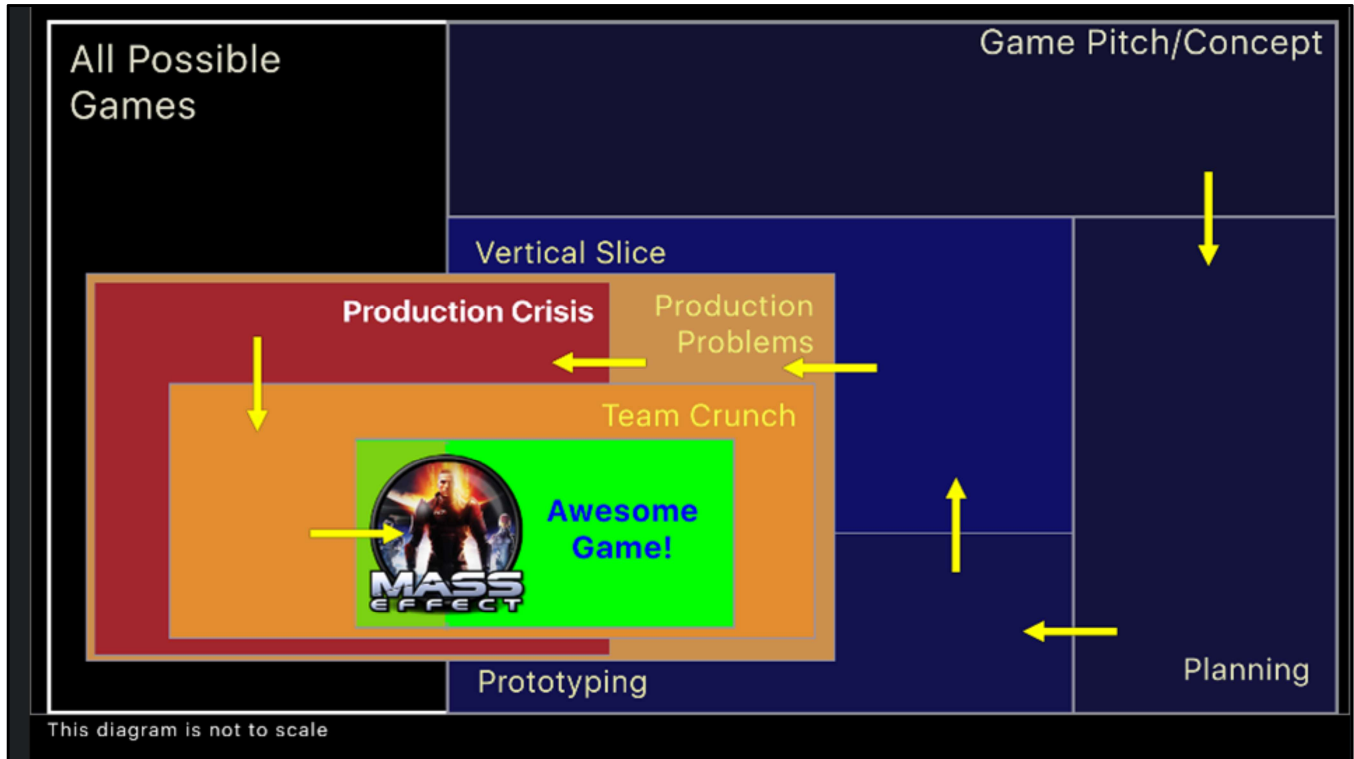 All Possible
Games
Game Pitch/Concept
Vertical Slice
Production Crisis
Production
Problems
Team Crunch
Awesome
Game!
MASS
EFFECT
Prototyping
Planning
This diagram is not to scale